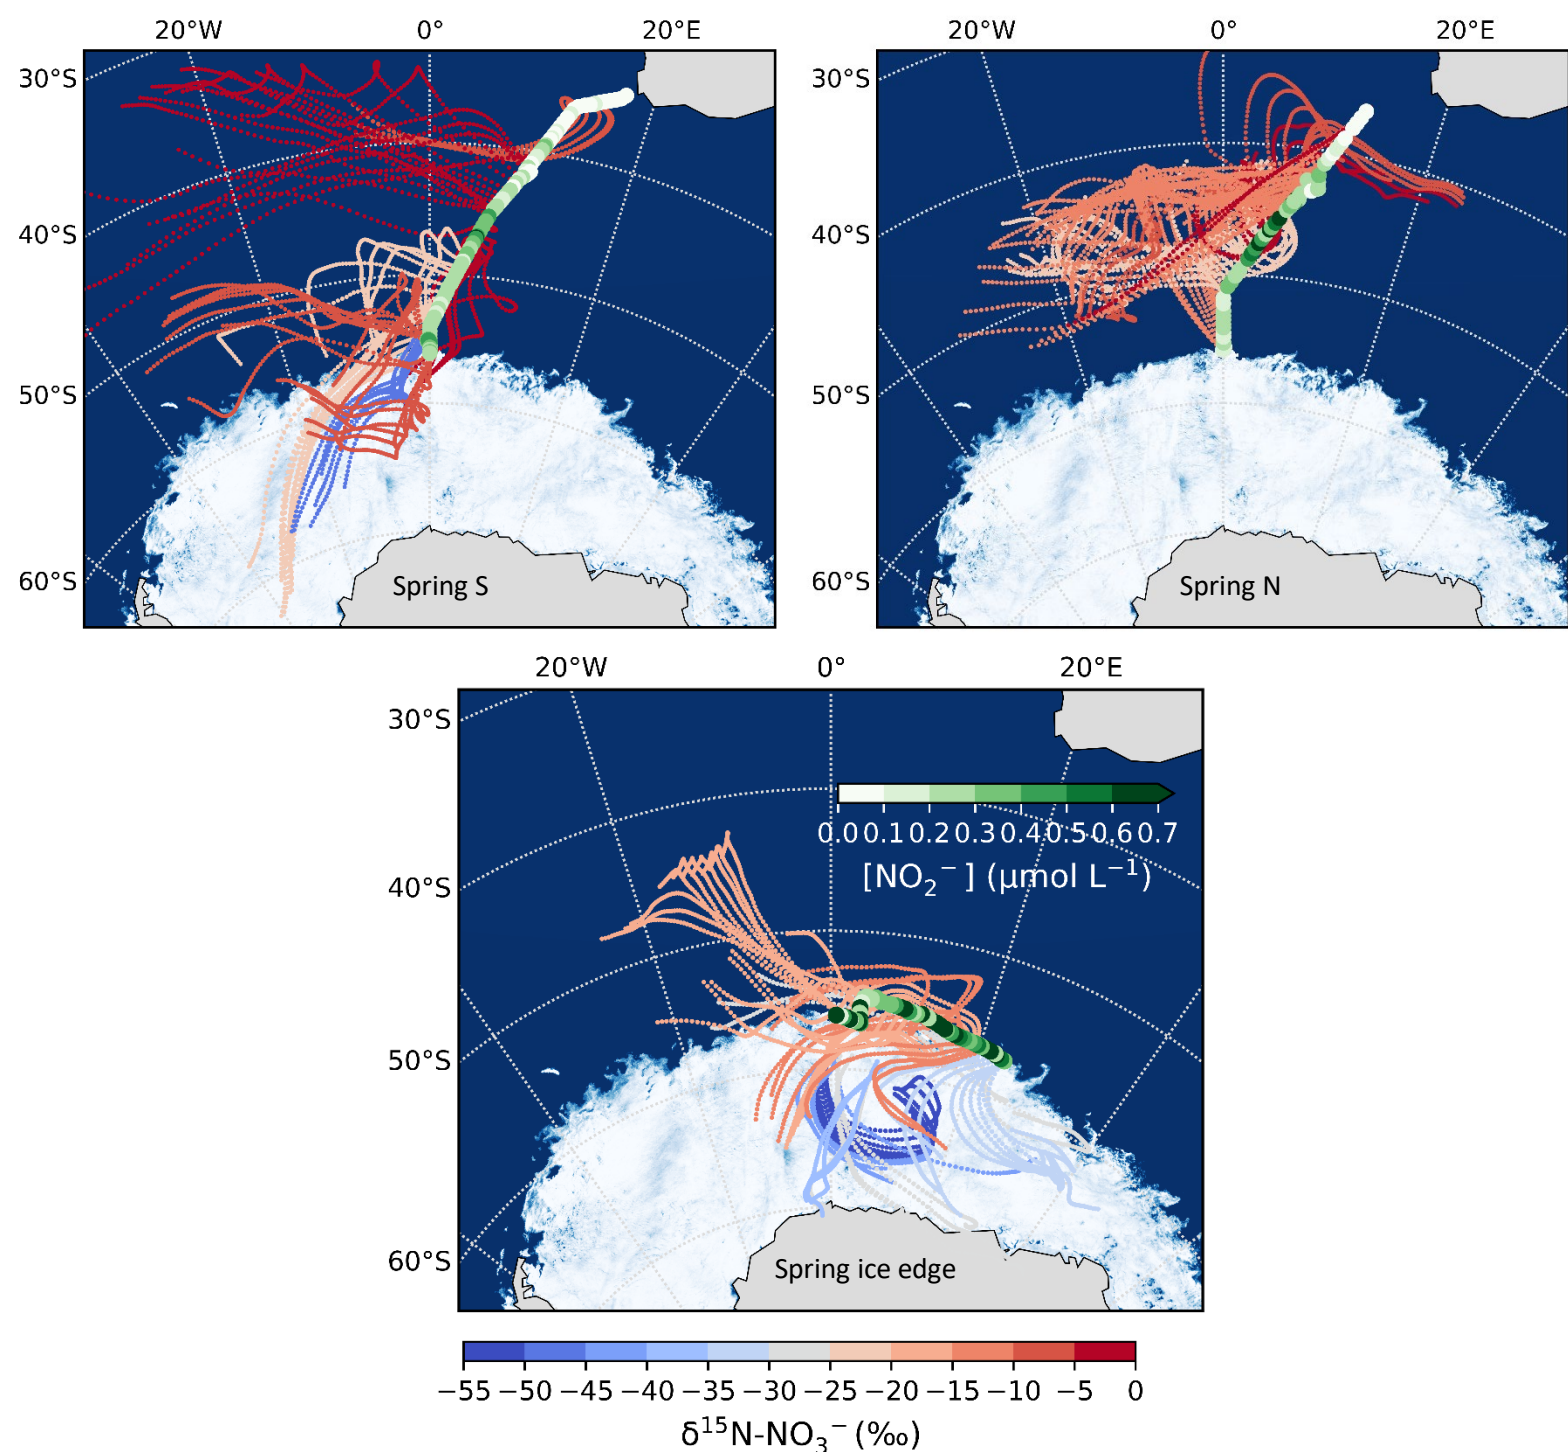 20°W 0° 20°E
30°S
40°S
50°S
60°S
Spring S
20°W 0° 20°E
30°S
40°S
50°S
60°S
Spring N
20°W 0° 20°E
30°S
40°S
50°S
60°S
0.0 0.1 0.2 0.3 0.4 0.5 0.6 0.7
[NO₂⁻] (μmol L⁻¹)
Spring ice edge
−55 −50 −45 −40 −35 −30 −25 −20 −15 −10 −5 0
δ¹⁵N-NO₃⁻ (‰)